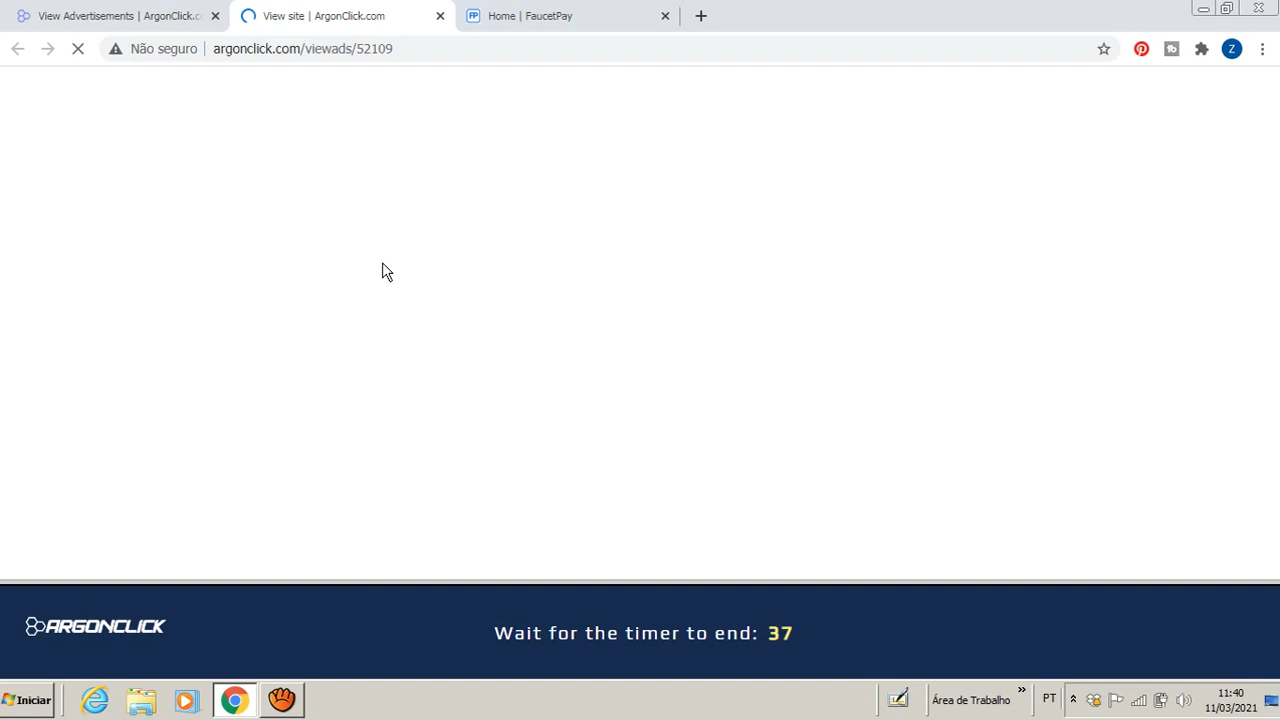 View Advertisements | ArgonClick.c
View site | ArgonClick.com
FP Home | FaucetPay
Não seguro
argonclick.com/viewads/52109
Z
ARGONCLICK
Wait for the timer to end: 37
Iniciar
Área de Trabalho
PT
11:40
11/03/2021